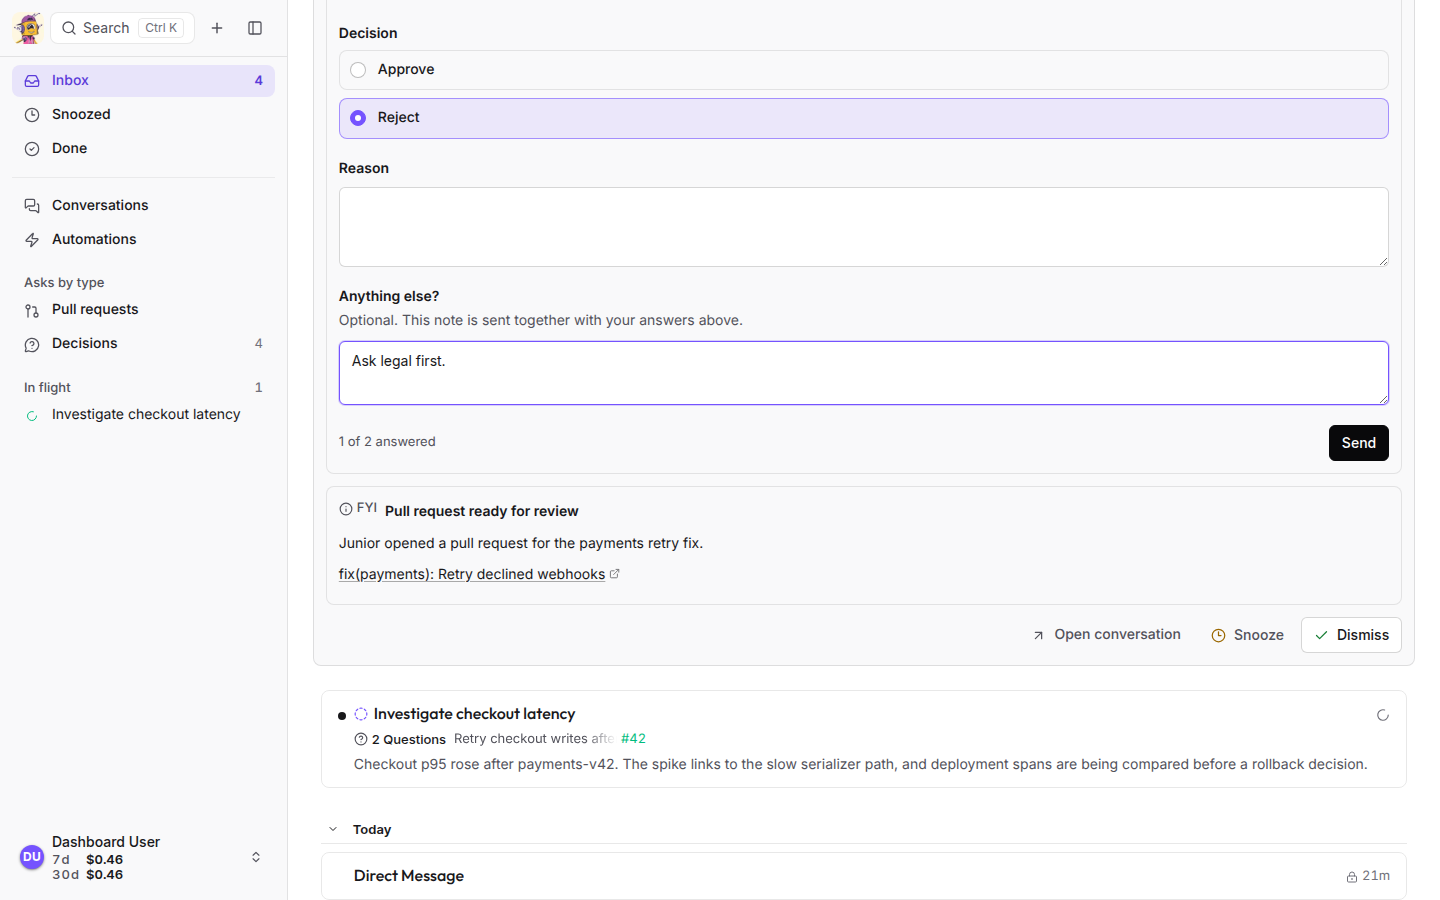 Search Ctrl K
Inbox 4
Snoozed
Done
Conversations
Automations
Asks by type
Pull requests
Decisions 4
In flight 1
Investigate checkout latency
DU
Dashboard User
7d $0.46
30d $0.46
Decision
Approve
Reject
Reason
Anything else?
Optional. This note is sent together with your answers above.
Ask legal first.
1 of 2 answered
Send
FYI Pull request ready for review
Junior opened a pull request for the payments retry fix.
fix(payments): Retry declined webhooks
Open conversation
Snooze
Dismiss
Investigate checkout latency
2 Questions Retry checkout writes afte #42
Checkout p95 rose after payments-v42. The spike links to the slow serializer path, and deployment spans are being compared before a rollback decision.
Today
Direct Message 21m